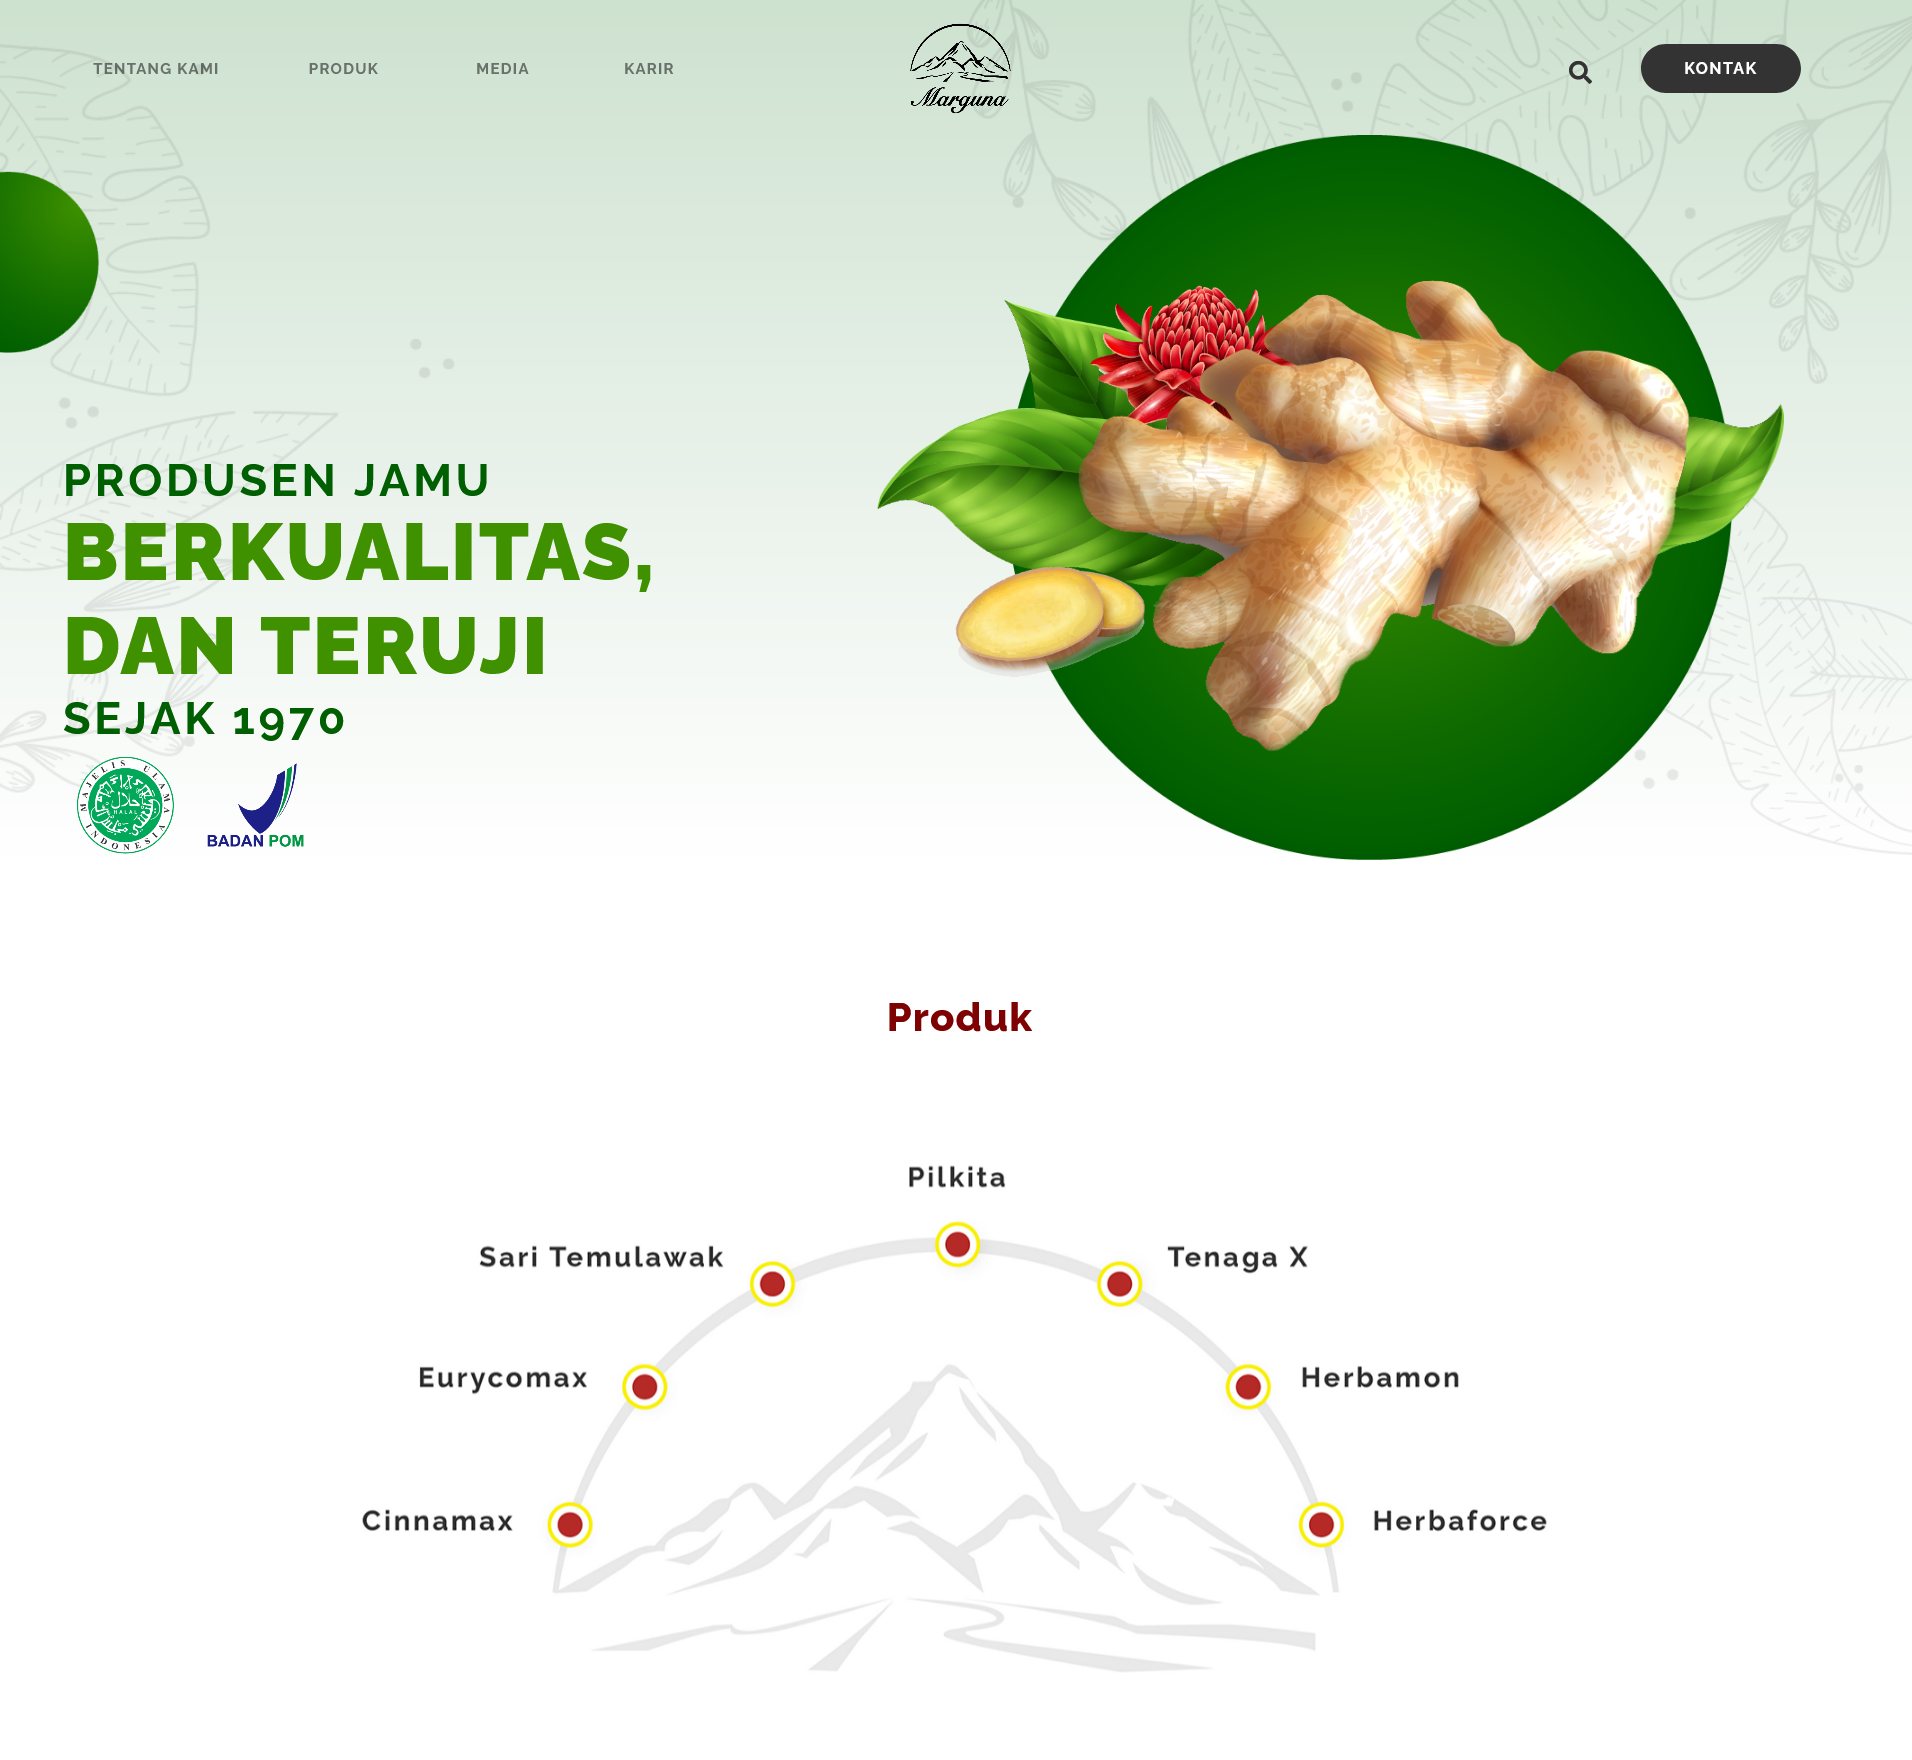 TENTANG KAMI
PRODUK
MEDIA
KARIR
Marguna
KONTAK
PRODUSEN JAMU
BERKUALITAS,
DAN TERUJI
SEJAK 1970
MAJELIS ULAMA INDONESIA
حلال
HALAL
BADAN POM
Produk
Pilkita
Sari Temulawak
Tenaga X
Eurycomax
Herbamon
Cinnamax
Herbaforce